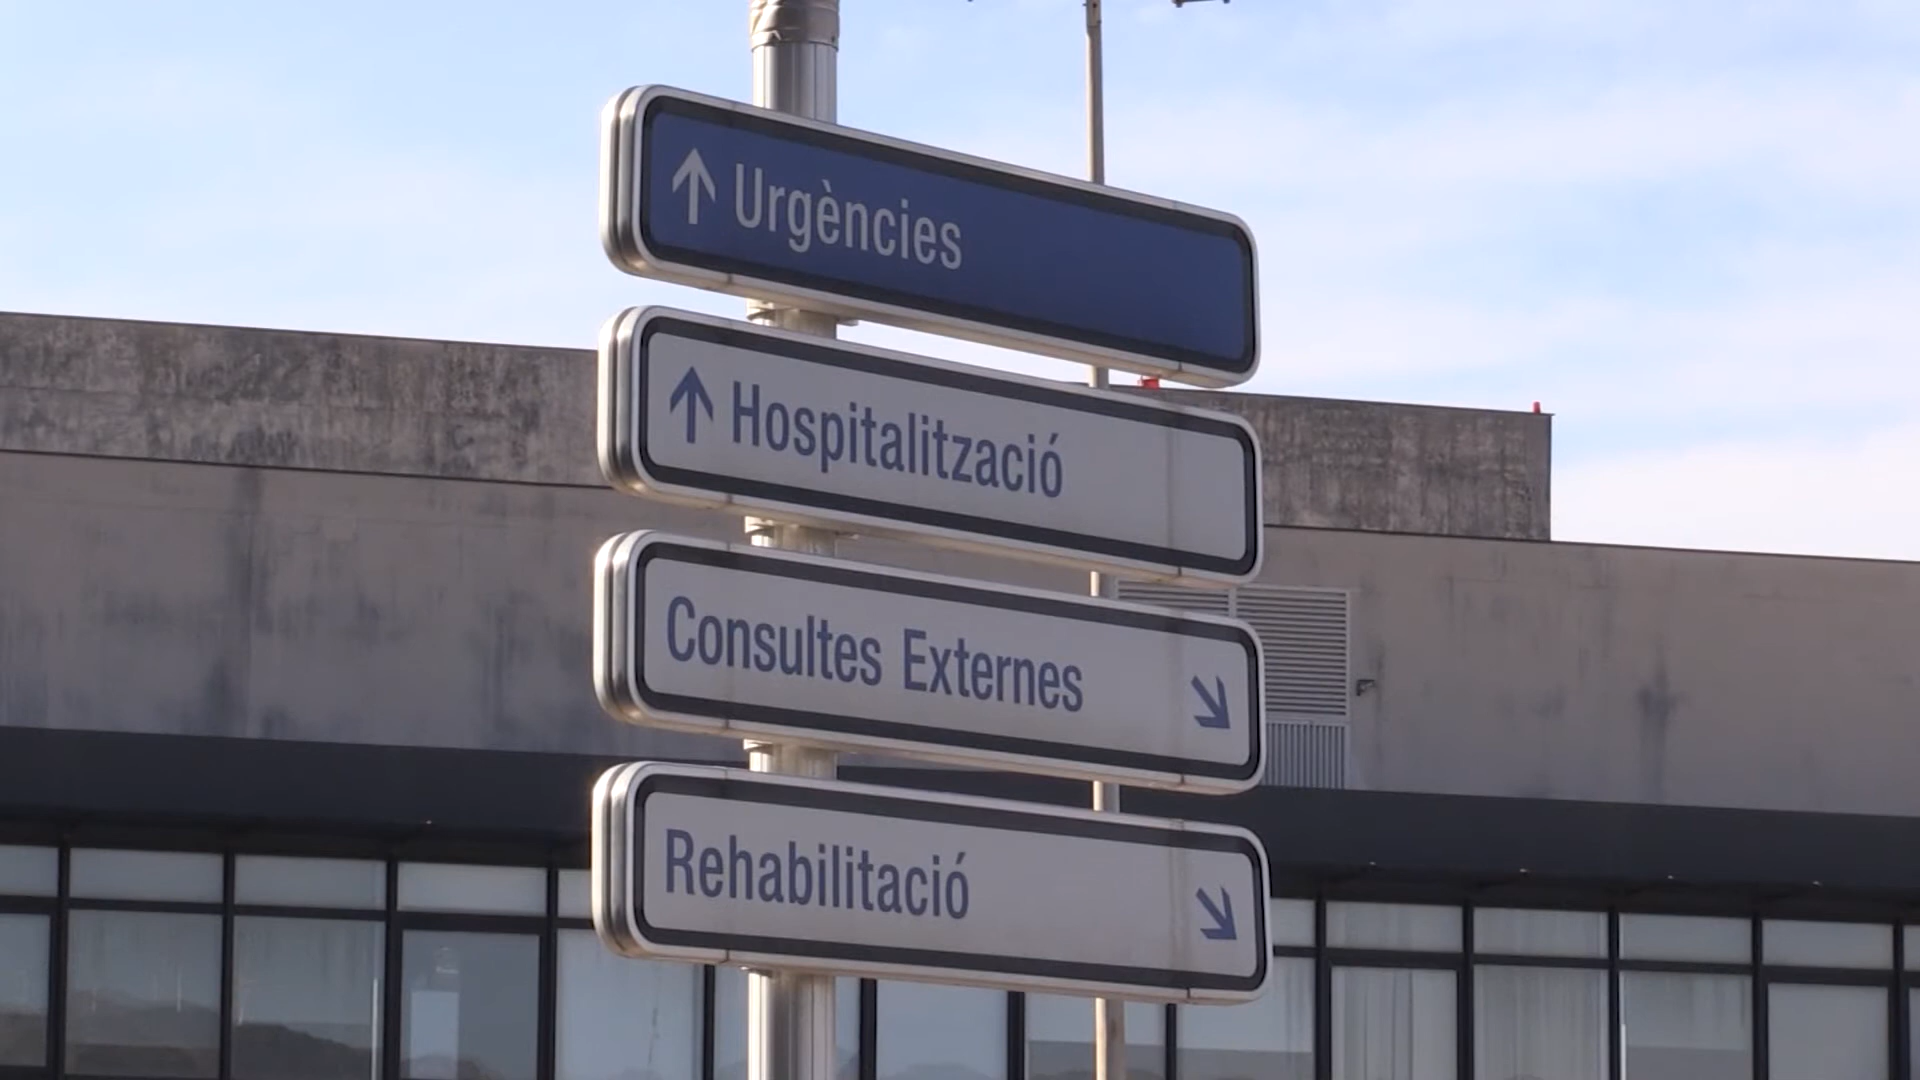 Urgències
Hospitalització
Consultes Externes
Rehabilitació